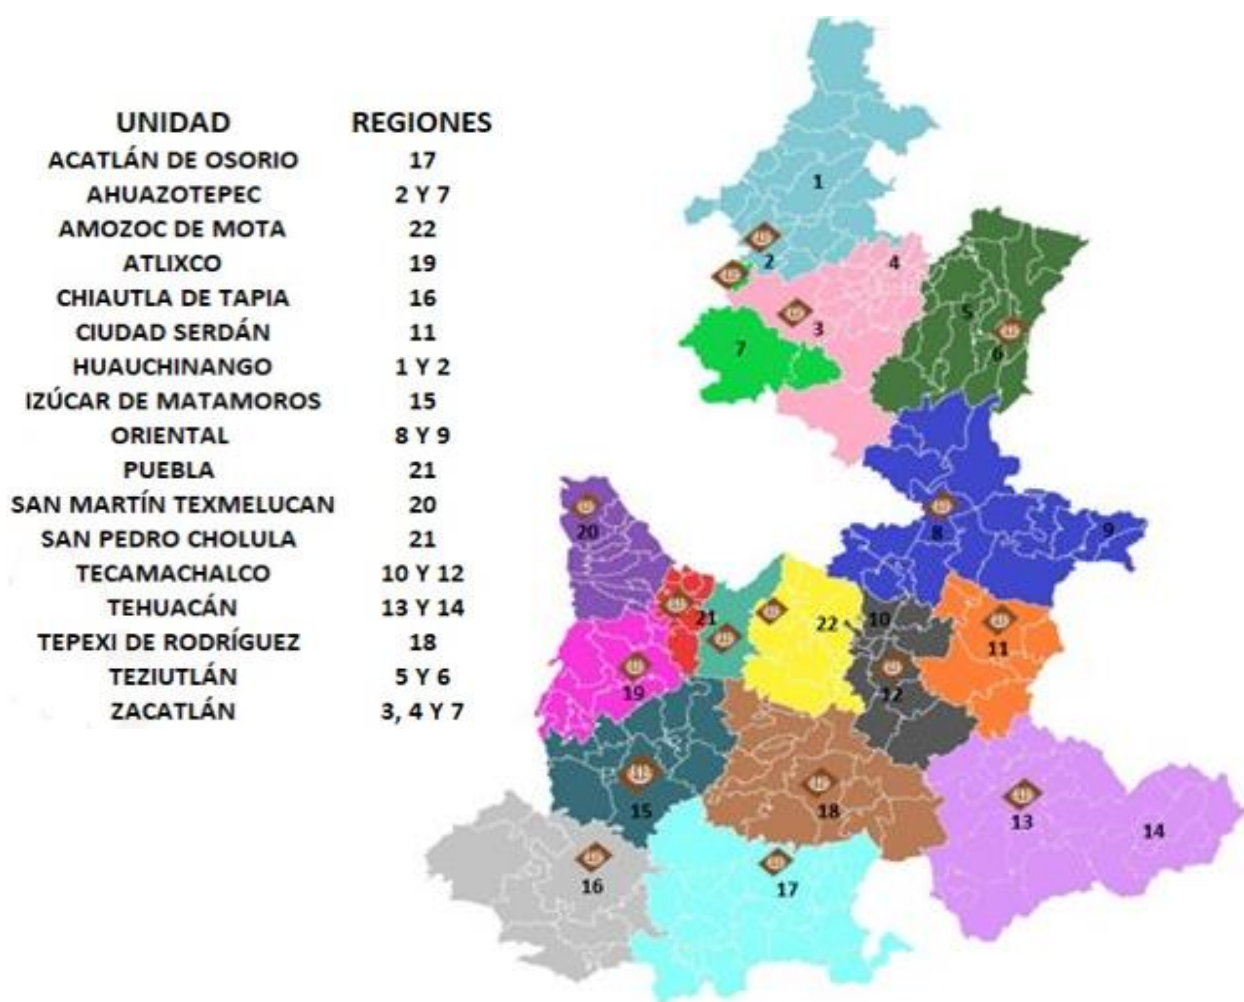 UNIDAD REGIONES
ACATLÁN DE OSORIO 17
AHUAZOTEPEC 2 Y 7
AMOZOC DE MOTA 22
ATLIXCO 19
CHIAUTLA DE TAPIA 16
CIUDAD SERDÁN 11
HUAUCHINANGO 1 Y 2
IZÚCAR DE MATAMOROS 15
ORIENTAL 8 Y 9
PUEBLA 21
SAN MARTÍN TEXMELUCAN 20
SAN PEDRO CHOLULA 21
TECAMACHALCO 10 Y 12
TEHUACÁN 13 Y 14
TEPEXI DE RODRÍGUEZ 18
TEZIUTLÁN 5 Y 6
ZACATLÁN 3, 4 Y 7
1
2
4
3
5
6
7
8
9
20
21
22
10
11
12
19
15
18
13
14
16
17